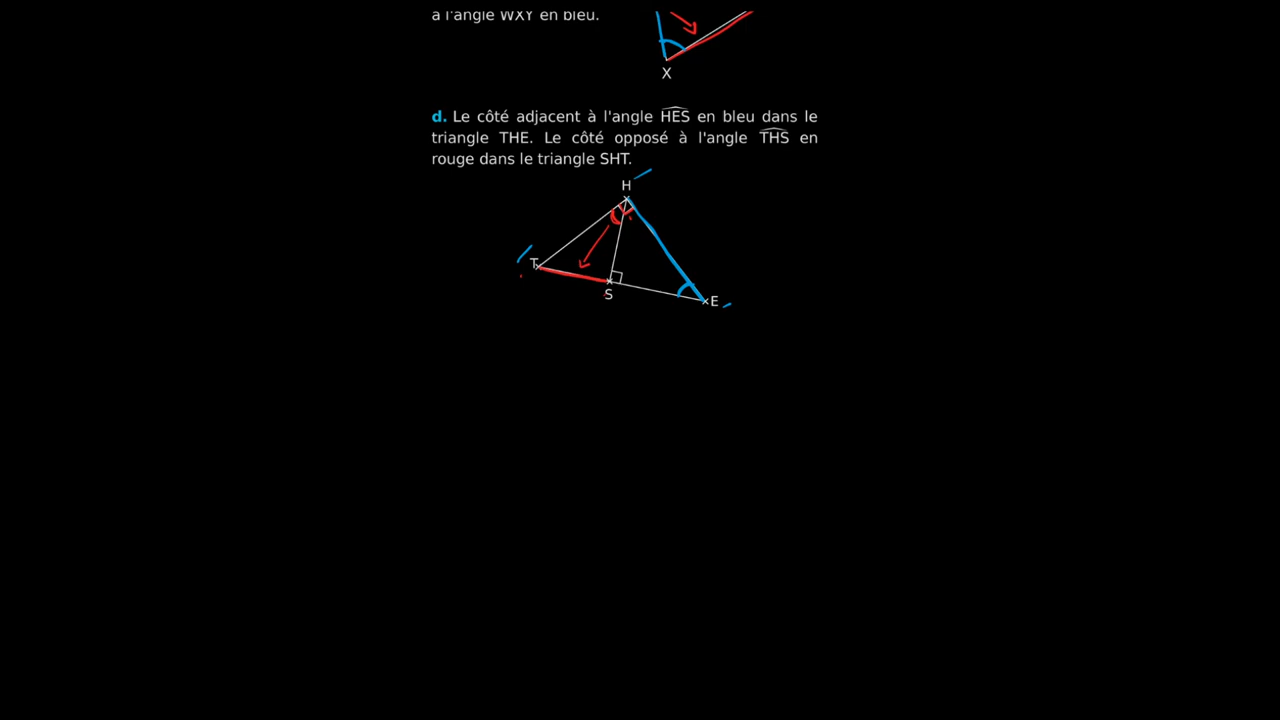 à l'angle WXY en bleu.
X
d. Le côté adjacent à l'angle HES en bleu dans le
triangle THE. Le côté opposé à l'angle THS en
rouge dans le triangle SHT.
H
T
S
E